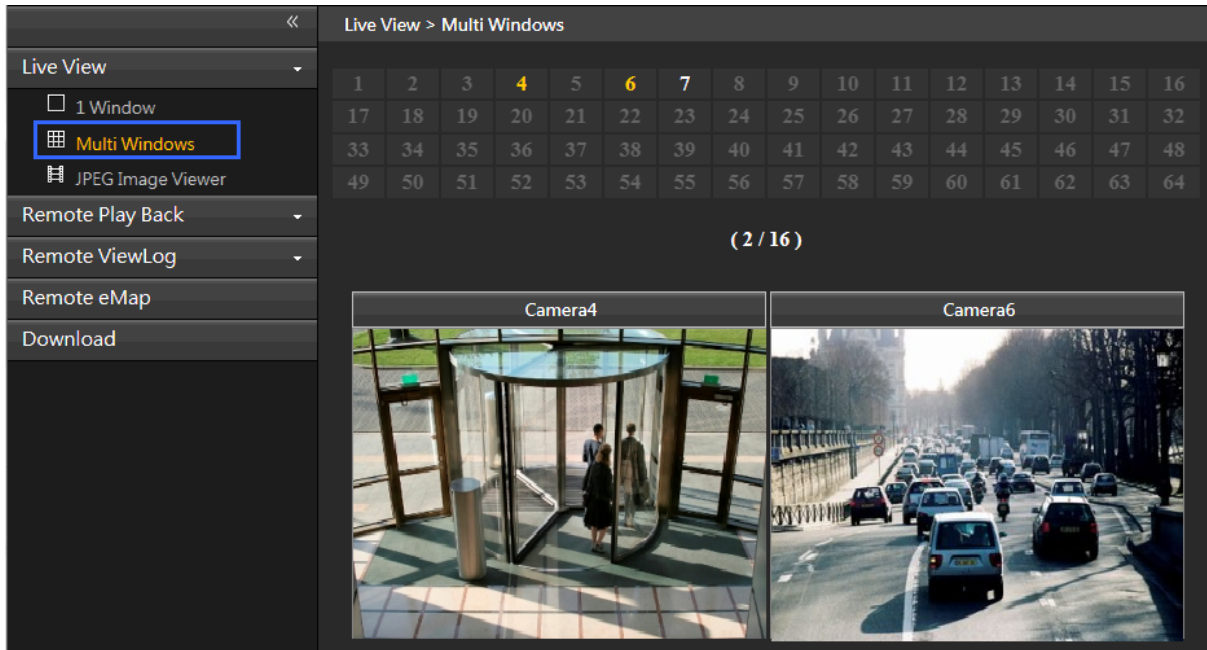 «
Live View > Multi Windows
Live View
1 Window
Multi Windows
JPEG Image Viewer
Remote Play Back
Remote ViewLog
Remote eMap
Download
1 2 3 4 5 6 7 8 9 10 11 12 13 14 15 16
17 18 19 20 21 22 23 24 25 26 27 28 29 30 31 32
33 34 35 36 37 38 39 40 41 42 43 44 45 46 47 48
49 50 51 52 53 54 55 56 57 58 59 60 61 62 63 64
( 2 / 16 )
Camera4
Camera6